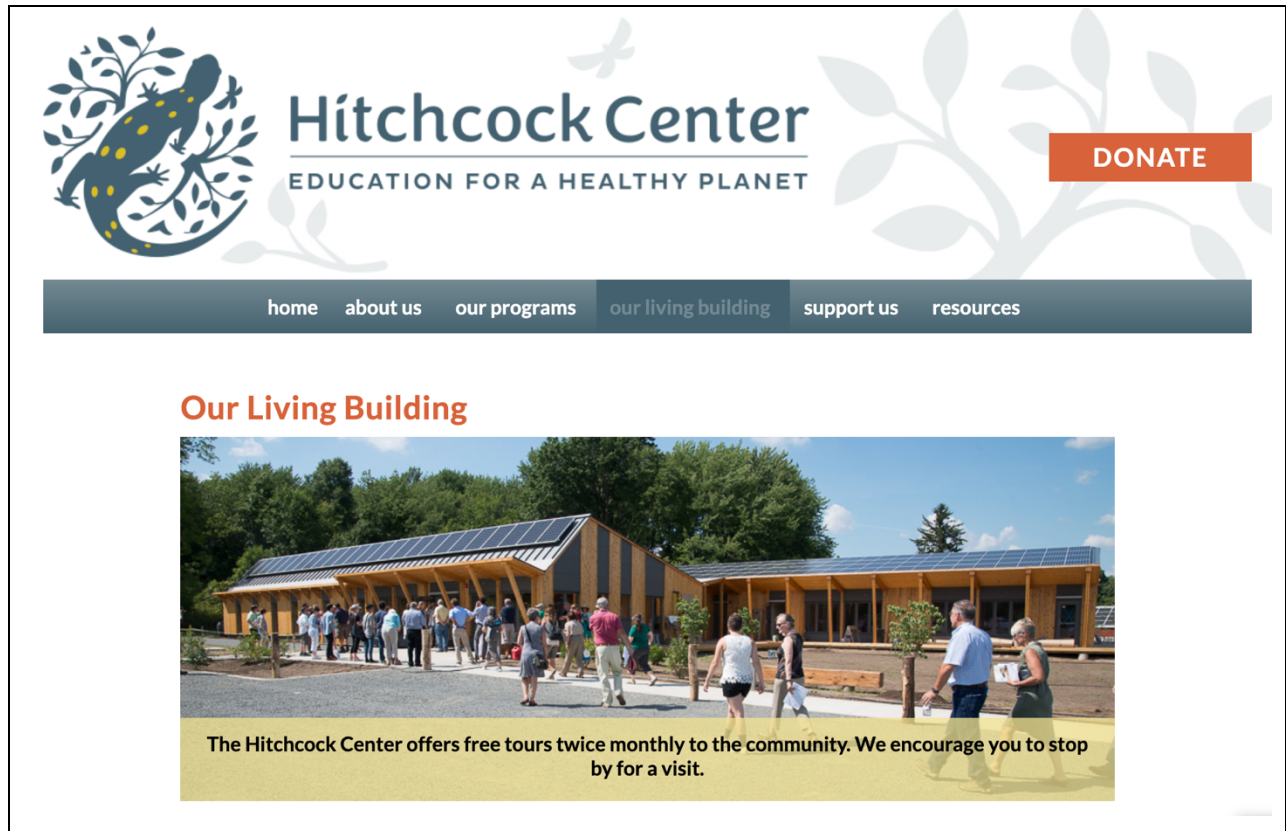 Hitchcock Center
EDUCATION FOR A HEALTHY PLANET
DONATE
home about us our programs our living building support us resources
Our Living Building
The Hitchcock Center offers free tours twice monthly to the community. We encourage you to stop
by for a visit.